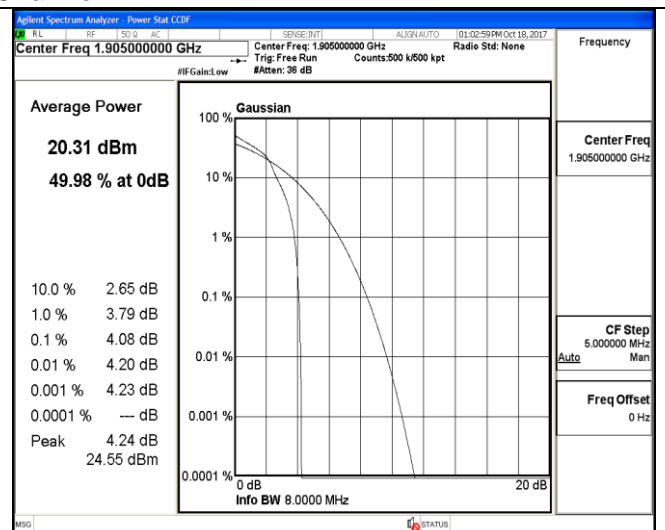 Agilent Spectrum Analyzer - Power Stat CCDF
RL RF 50 Ω AC SENSE:INT ALIGN AUTO 01:02:59 PM Oct 18, 2017
Center Freq 1.905000000 GHz
Center Freq: 1.905000000 GHz Radio Std: None
Trig: Free Run Counts:500 k/500 kpt
#IFGain:Low #Atten: 36 dB
Frequency
Average Power
20.31 dBm
49.98 % at 0dB
10.0 % 2.65 dB
1.0 % 3.79 dB
0.1 % 4.08 dB
0.01 % 4.20 dB
0.001 % 4.23 dB
0.0001 % --- dB
Peak 4.24 dB
24.55 dBm
Gaussian
100 %
10 %
1 %
0.1 %
0.01 %
0.001 %
0.0001 %
0 dB 20 dB
Info BW 8.0000 MHz
Center Freq
1.905000000 GHz
CF Step
5.000000 MHz
Auto Man
Freq Offset
0 Hz
MSG STATUS